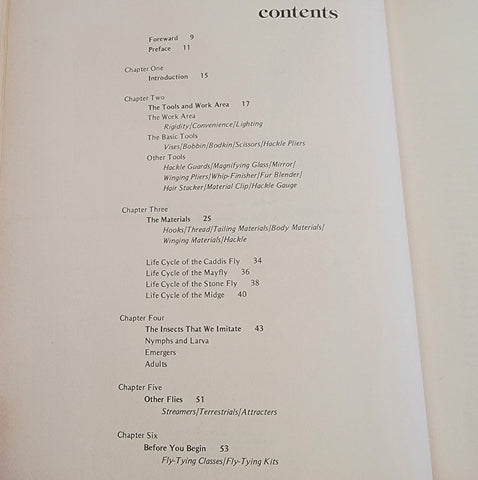 contents
Foreward 9
Preface 11
Chapter One
Introduction 15
Chapter Two
The Tools and Work Area 17
The Work Area
Rigidity/Convenience/Lighting
The Basic Tools
Vises/Bobbin/Bodkin/Scissors/Hackle Pliers
Other Tools
Hackle Guards/Magnifying Glass/Mirror/
Winging Pliers/Whip-Finisher/Fur Blender/
Hair Stacker/Material Clip/Hackle Gauge
Chapter Three
The Materials 25
Hooks/Thread/Tailing Materials/Body Materials/
Winging Materials/Hackle
Life Cycle of the Caddis Fly 34
Life Cycle of the Mayfly 36
Life Cycle of the Stone Fly 38
Life Cycle of the Midge 40
Chapter Four
The Insects That We Imitate 43
Nymphs and Larva
Emergers
Adults
Chapter Five
Other Flies 51
Streamers/Terrestrials/Attracters
Chapter Six
Before You Begin 53
Fly-Tying Classes/Fly-Tying Kits